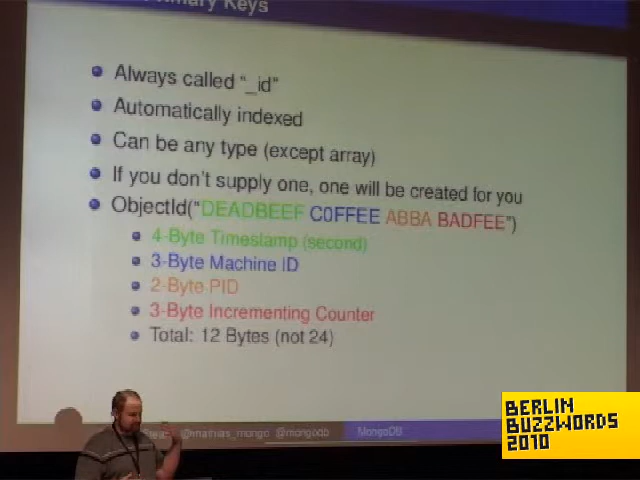 Primary Keys
Always called "_id"
Automatically indexed
Can be any type (except array)
If you don't supply one, one will be created for you
ObjectId("DEADBEEF C0FFEE ABBA BADFEE")
4-Byte Timestamp (second)
3-Byte Machine ID
2-Byte PID
3-Byte Incrementing Counter
Total: 12 Bytes (not 24)
@mathias_mongo @mongodb MongoDB
BERLIN
BUZZWORDS
2010